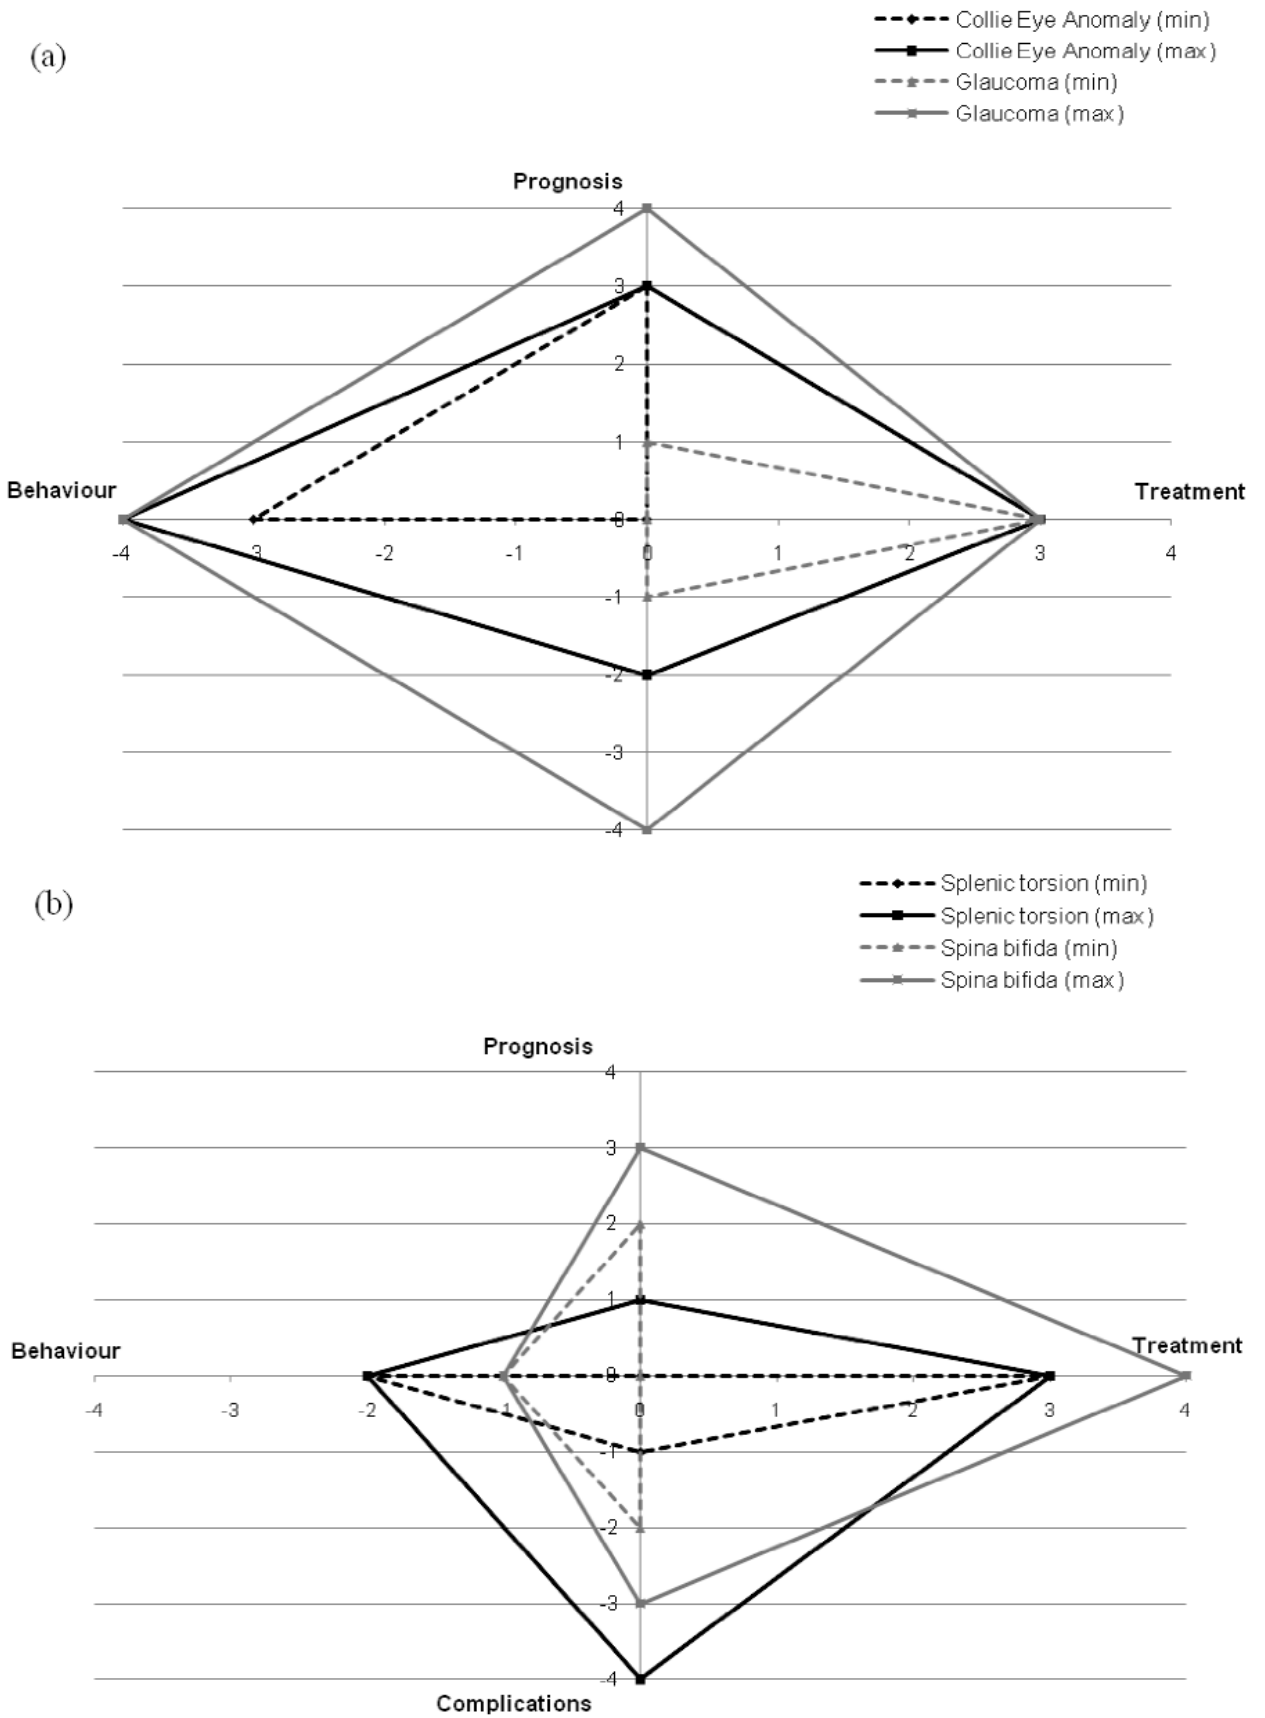 (a)
Collie Eye Anomaly (min)
Collie Eye Anomaly (max)
Glaucoma (min)
Glaucoma (max)
Prognosis
4
3
2
1
Behaviour
Treatment
0
-4 3 -2 -1 0 1 2 3 4
-1
-2
-3
-4
(b)
Splenic torsion (min)
Splenic torsion (max)
Spina bifida (min)
Spina bifida (max)
Prognosis
4
3
2
1
Behaviour
Treatment
0
-4 -3 -2 -1 0 1 2 3 4
-1
-2
-3
-4
Complications